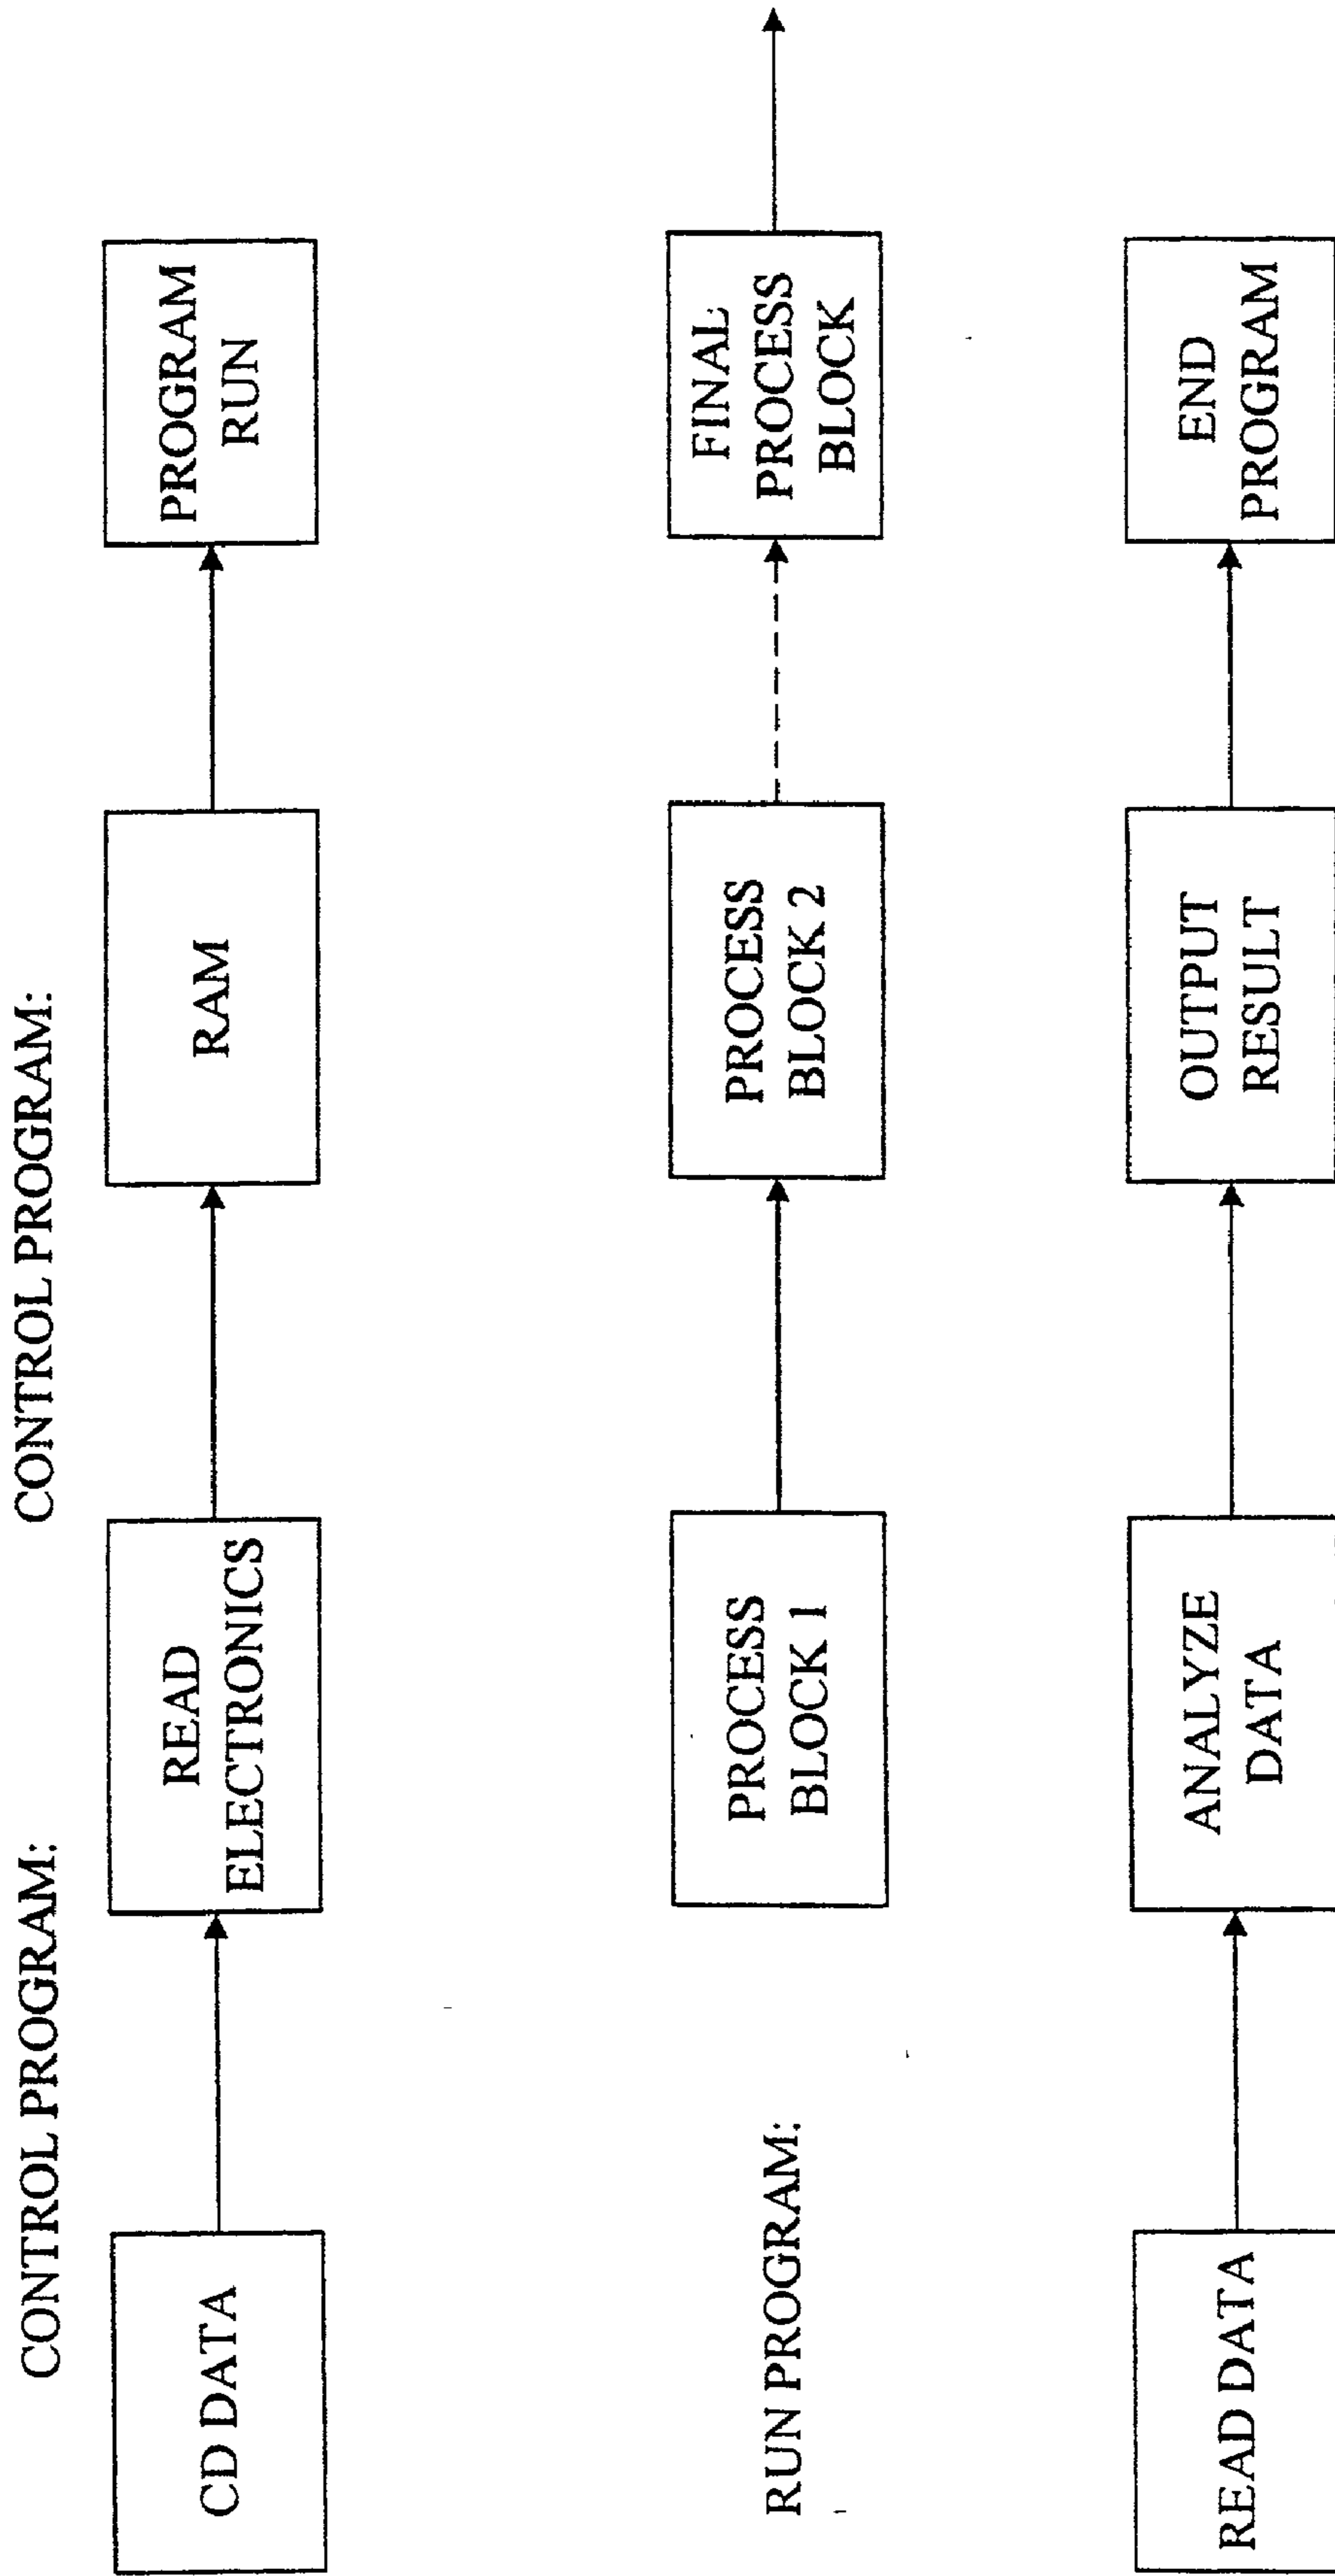 CONTROL PROGRAM:
CONTROL PROGRAM:
CD DATA
READ
ELECTRONICS
RAM
PROGRAM
RUN
RUN PROGRAM:
PROCESS
BLOCK 1
PROCESS
BLOCK 2
FINAL
PROCESS
BLOCK
READ DATA
ANALYZE
DATA
OUTPUT
RESULT
END
PROGRAM